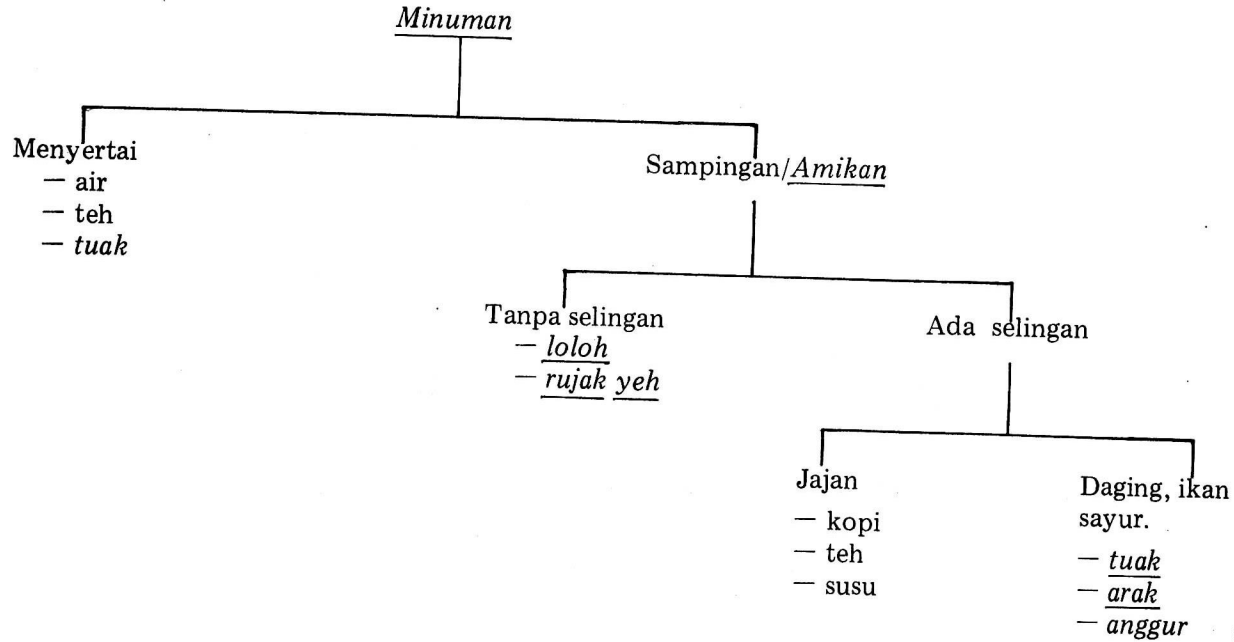 Minuman
Menyertai
— air
— teh
— tuak
Sampingan/Amikan
Tanpa selingan
— loloh
— rujak yeh
Ada selingan
Jajan
— kopi
— teh
— susu
Daging, ikan
sayur.
— tuak
— arak
— anggur